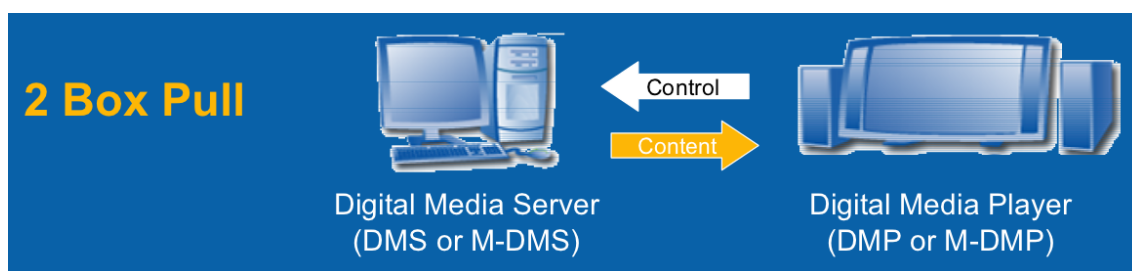 2 Box Pull
Control
Content
Digital Media Server
(DMS or M-DMS)
Digital Media Player
(DMP or M-DMP)